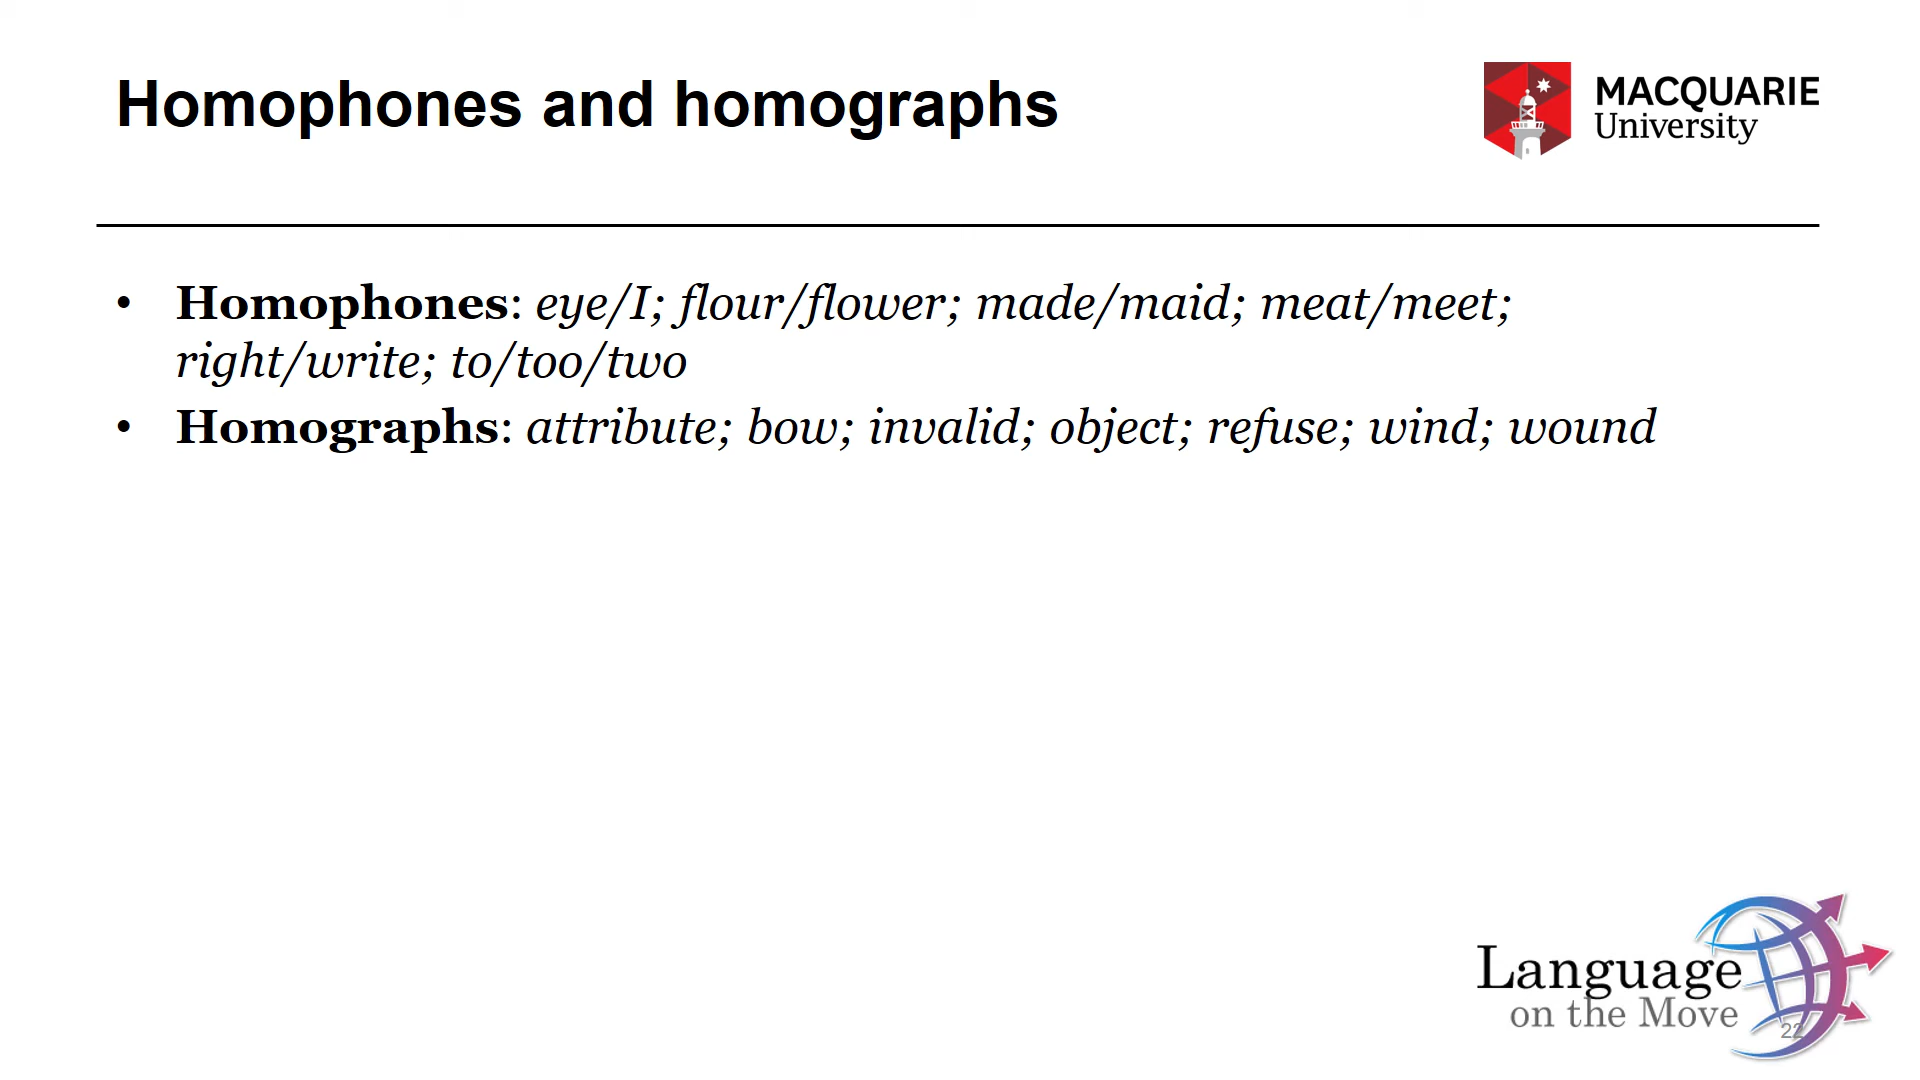 Homophones and homographs
MACQUARIE
University
• Homophones: eye/I; flour/flower; made/maid; meat/meet;
right/write; to/too/two
• Homographs: attribute; bow; invalid; object; refuse; wind; wound
Language
on the Move
22